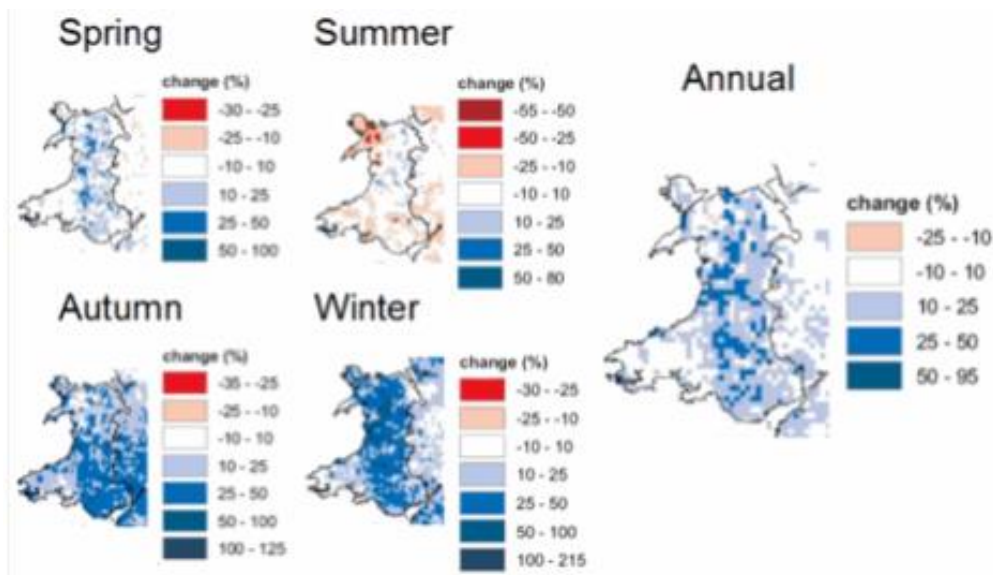 Spring
change (%)
-30 - -25
-25 - -10
-10 - 10
10 - 25
25 - 50
50 - 100
Summer
change (%)
-55 - -50
-50 - -25
-25 - -10
-10 - 10
10 - 25
25 - 50
50 - 80
Annual
change (%)
-25 - -10
-10 - 10
10 - 25
25 - 50
50 - 95
Autumn
change (%)
-35 - -25
-25 - -10
-10 - 10
10 - 25
25 - 50
50 - 100
100 - 125
Winter
change (%)
-30 - -25
-25 - -10
-10 - 10
10 - 25
25 - 50
50 - 100
100 - 215